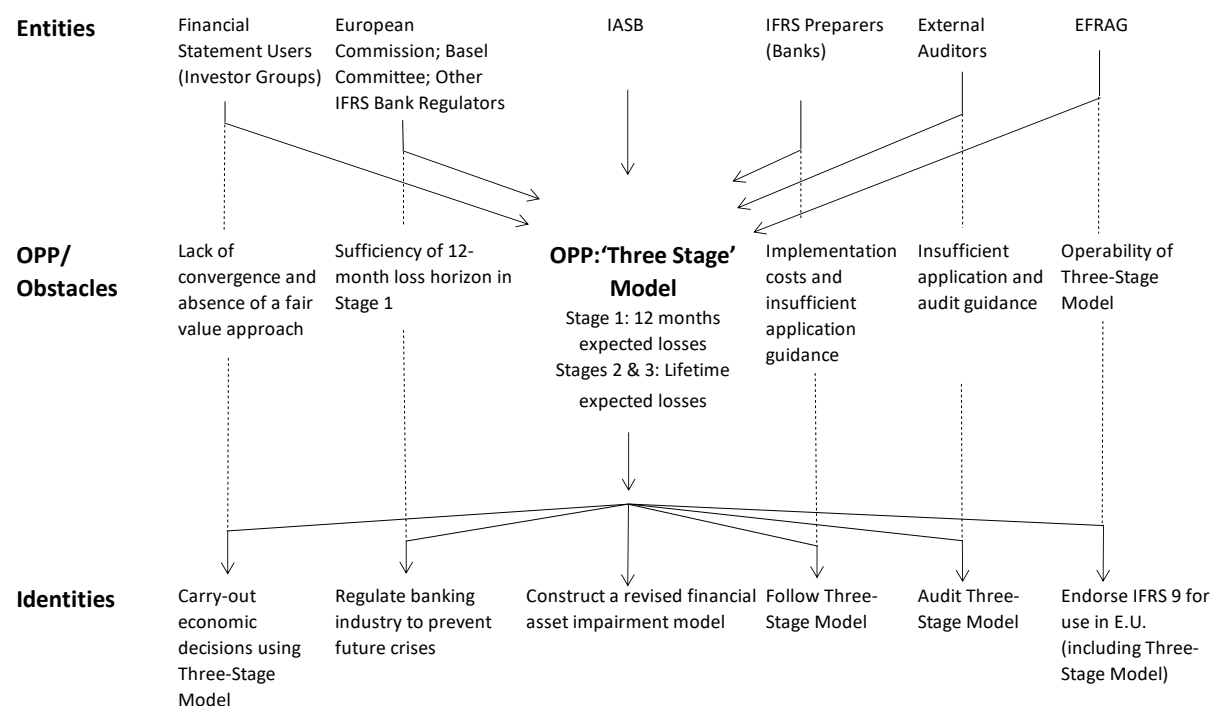 Entities
Financial
Statement Users
(Investor Groups)
European
Commission; Basel
Committee; Other
IFRS Bank Regulators
IASB
IFRS Preparers
(Banks)
External
Auditors
EFRAG
OPP/
Obstacles
Lack of
convergence and
absence of a fair
value approach
Sufficiency of 12-
month loss horizon in
Stage 1
OPP:‘Three Stage’
Model
Stage 1: 12 months
expected losses
Stages 2 & 3: Lifetime
expected losses
Implementation
costs and
insufficient
application
guidance
Insufficient
application and
audit guidance
Operability of
Three-Stage
Model
Identities
Carry-out
economic
decisions using
Three-Stage
Model
Regulate banking
industry to prevent
future crises
Construct a revised financial
asset impairment model
Follow Three-
Stage Model
Audit Three-
Stage Model
Endorse IFRS 9 for
use in E.U.
(including Three-
Stage Model)